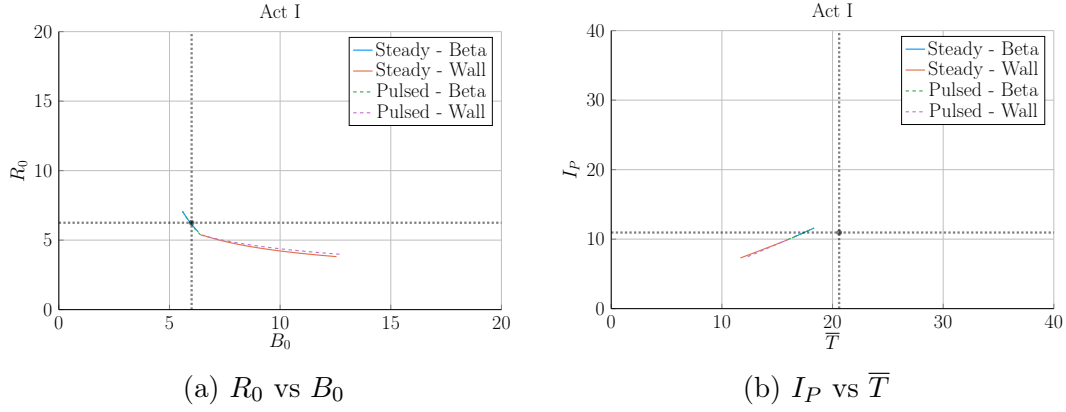 Act I
20
15
10
5
0
R₀
0
5
10
15
20
B₀
Steady - Beta
Steady - Wall
Pulsed - Beta
Pulsed - Wall
(a) R₀ vs B₀
Act I
40
30
20
10
0
I_P
0
10
20
30
40
T̅
Steady - Beta
Steady - Wall
Pulsed - Beta
Pulsed - Wall
(b) I_P vs T̅